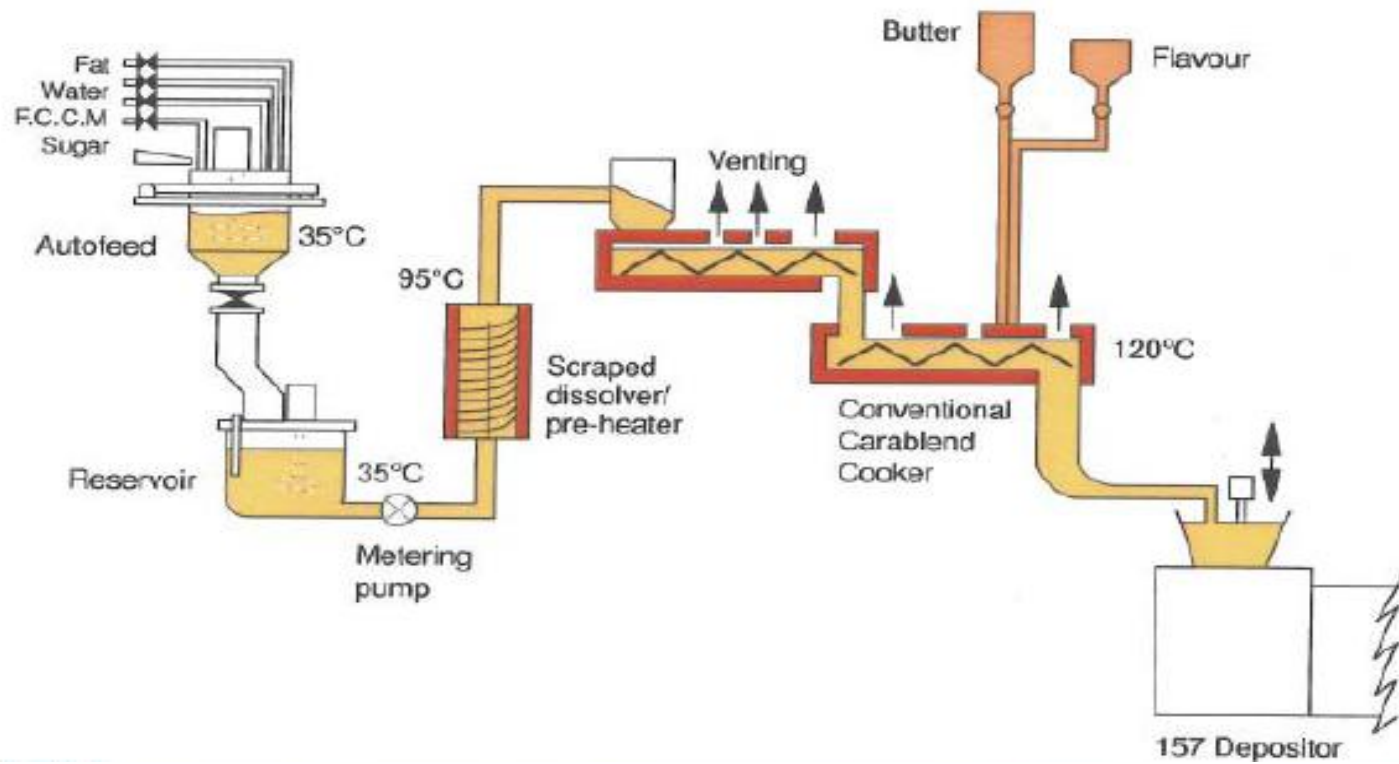 Fat
Water
F.C.C.M
Sugar
Autofeed
35°C
Reservoir
35°C
Metering
pump
95°C
Scraped
dissolver/
pre-heater
Venting
Butter
Flavour
120°C
Conventional
Carablend
Cooker
157 Depositor